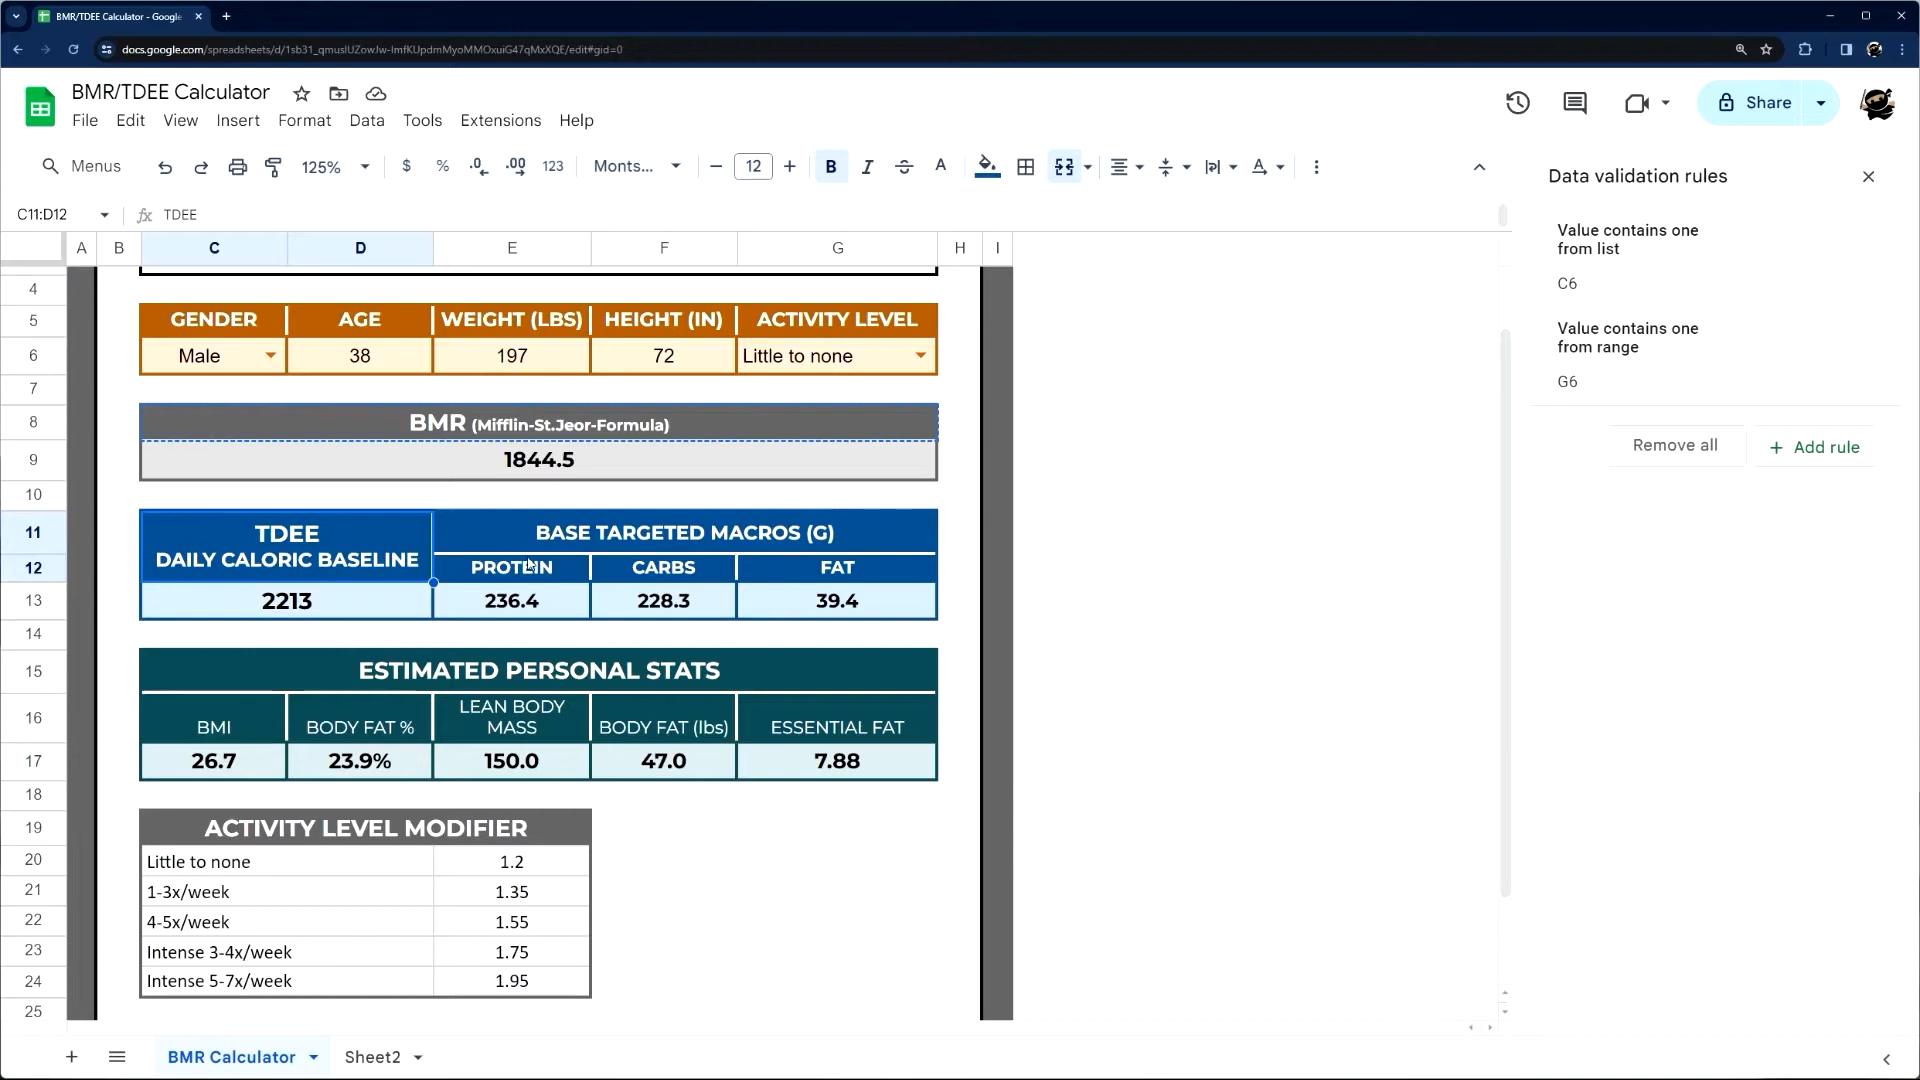 BMR/TDEE Calculator - Google
docs.google.com/spreadsheets/d/1sb31_qmuslUZowJw-ImfKUpdmMyoMMOxuiG47qMxXQE/edit#gid=0
BMR/TDEE Calculator
File Edit View Insert Format Data Tools Extensions Help
Share
Menus 125% $ % .0 .00 123 Monts... 12 B I A
C11:D12 fx TDEE
A B C D E F G H I
4
5 GENDER AGE WEIGHT (LBS) HEIGHT (IN) ACTIVITY LEVEL
6 Male 38 197 72 Little to none
7
8 BMR (Mifflin-St.Jeor-Formula)
9 1844.5
10
11 TDEE BASE TARGETED MACROS (G)
DAILY CALORIC BASELINE
12 PROTEIN CARBS FAT
13 2213 236.4 228.3 39.4
14
15 ESTIMATED PERSONAL STATS
16 BMI BODY FAT % LEAN BODY MASS BODY FAT (lbs) ESSENTIAL FAT
17 26.7 23.9% 150.0 47.0 7.88
18
19 ACTIVITY LEVEL MODIFIER
20 Little to none 1.2
21 1-3x/week 1.35
22 4-5x/week 1.55
23 Intense 3-4x/week 1.75
24 Intense 5-7x/week 1.95
25
BMR Calculator Sheet2
Data validation rules
Value contains one
from list
C6
Value contains one
from range
G6
Remove all + Add rule